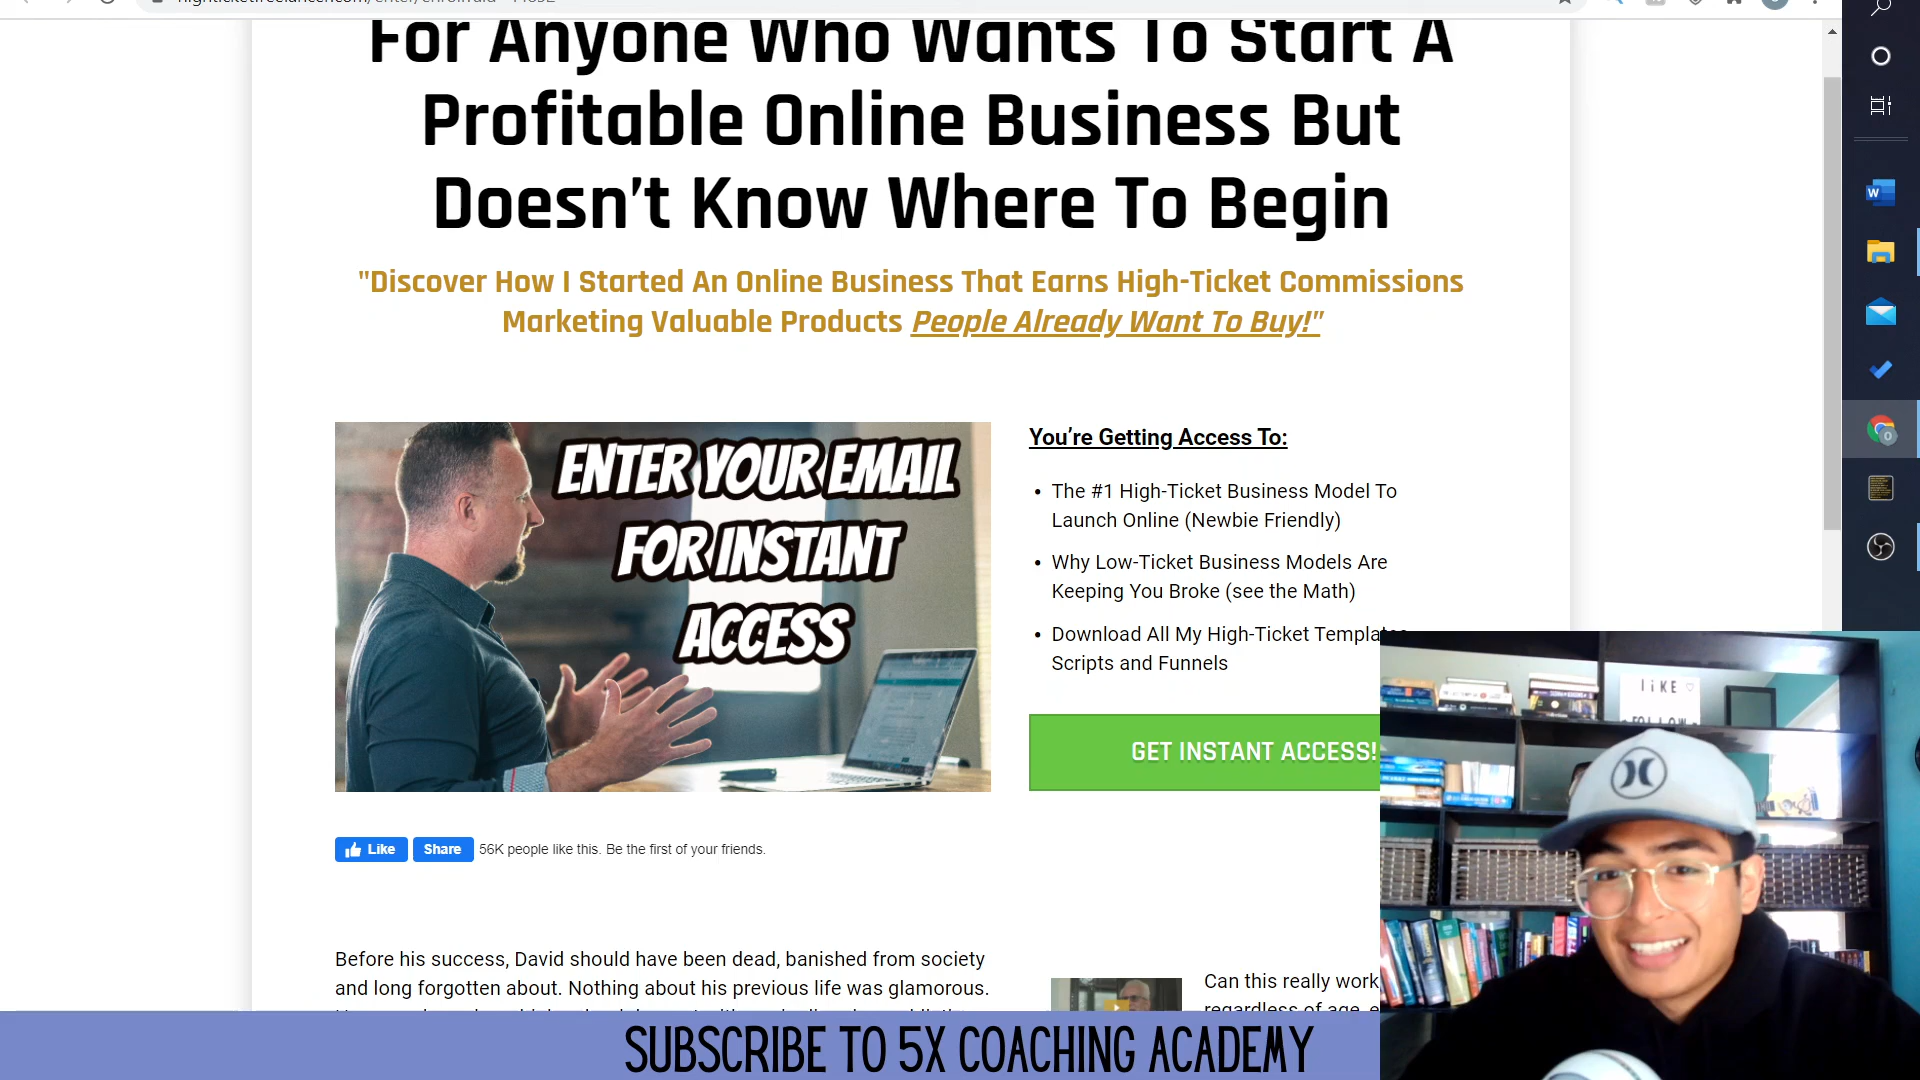 For Anyone Who Wants To Start A
Profitable Online Business But
Doesn’t Know Where To Begin
"Discover How I Started An Online Business That Earns High-Ticket Commissions
Marketing Valuable Products People Already Want To Buy!"
ENTER YOUR EMAIL
FOR INSTANT
ACCESS
You’re Getting Access To:
• The #1 High-Ticket Business Model To
Launch Online (Newbie Friendly)
• Why Low-Ticket Business Models Are
Keeping You Broke (see the Math)
• Download All My High-Ticket Templates
Scripts and Funnels
GET INSTANT ACCESS!
Like Share 56K people like this. Be the first of your friends.
Before his success, David should have been dead, banished from society
and long forgotten about. Nothing about his previous life was glamorous.
Can this really work
regardless of age,
LIKE
FOLLOW
W
SUBSCRIBE TO 5X COACHING ACADEMY